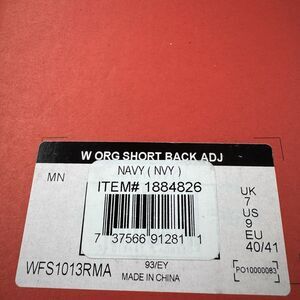 W ORG SHORT BACK ADJ
NAVY ( NVY )
MN
ITEM# 1884826
7 37566 91281 1
UK
7
US
9
EU
40/41
WFS1013RMA
93/EY
MADE IN CHINA
PO10000083